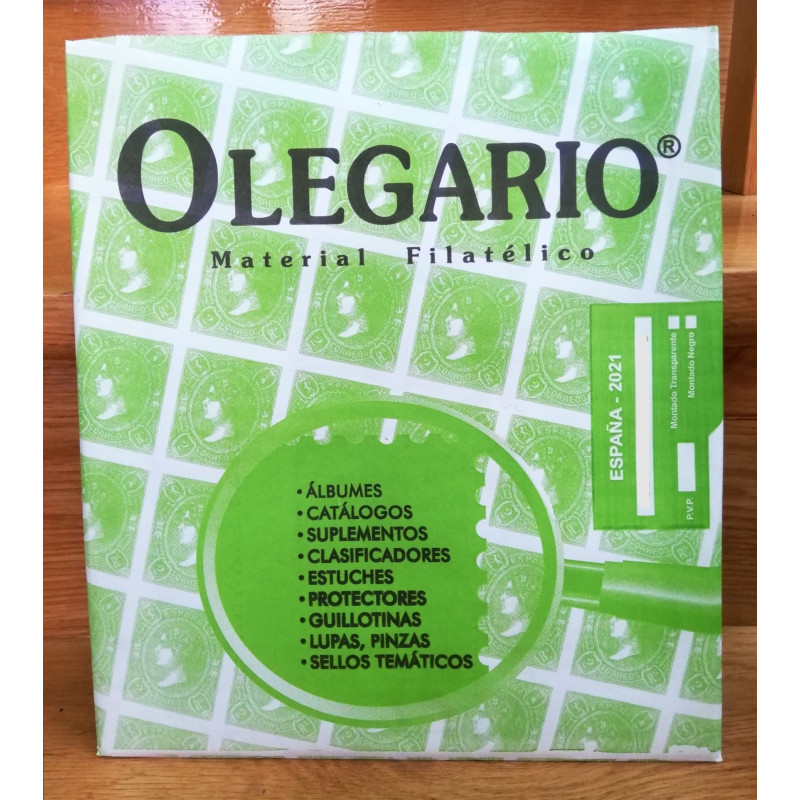 OLEGARIO®
Material Filatélico
ESPAÑA - 2021
Montado Transparente
Montado Negro
P.V.P.
• ÁLBUMES
• CATÁLOGOS
• SUPLEMENTOS
• CLASIFICADORES
• ESTUCHES
• PROTECTORES
• GUILLOTINAS
• LUPAS, PINZAS
• SELLOS TEMÁTICOS